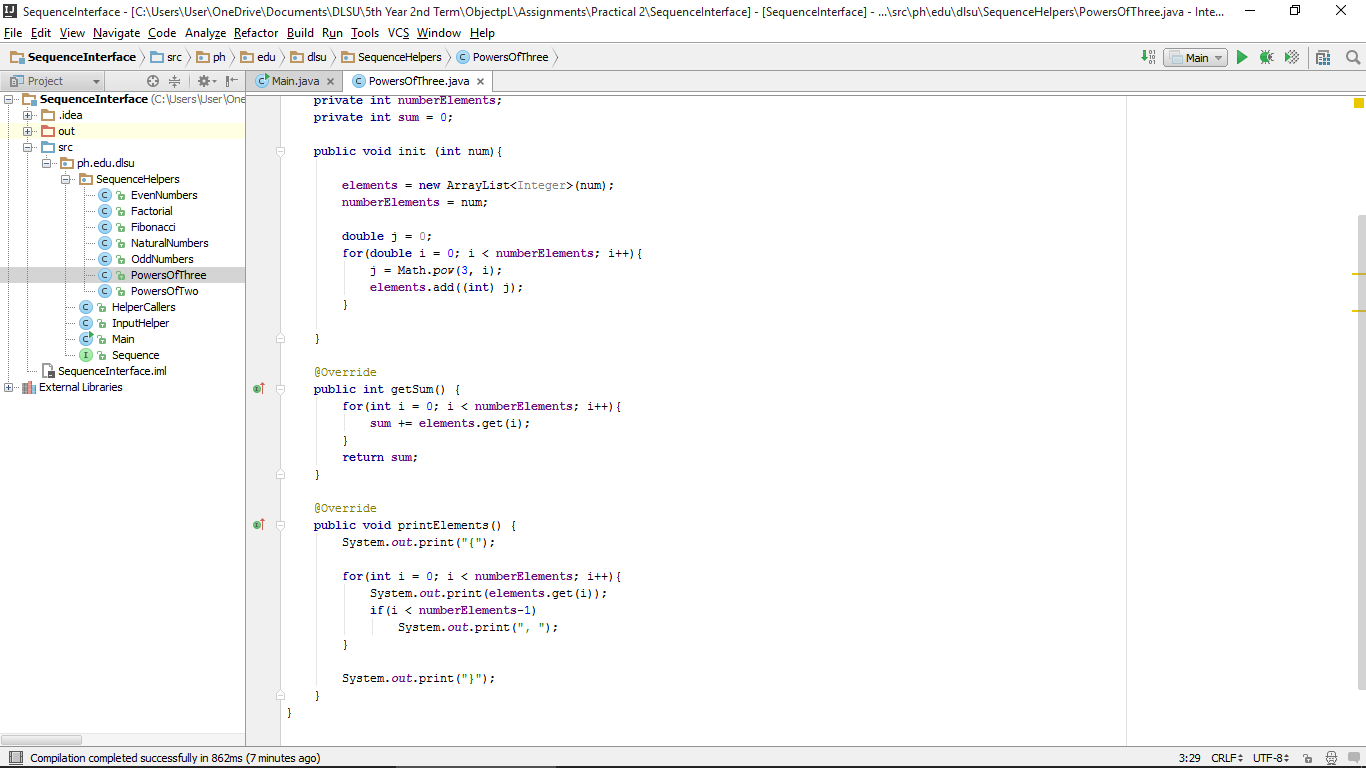 SequenceInterface - [C:\Users\User\OneDrive\Documents\DLSU\5th Year 2nd Term\ObjectpL\Assignments\Practical 2\SequenceInterface] - [SequenceInterface] - ...\src\ph\edu\dlsu\SequenceHelpers\PowersOfThree.java - Inte...
File Edit View Navigate Code Analyze Refactor Build Run Tools VCS Window Help
SequenceInterface src ph edu dlsu SequenceHelpers PowersOfThree Main
Project Main.java PowersOfThree.java
SequenceInterface (C:\Users\User\One
.idea
out
src
ph.edu.dlsu
SequenceHelpers
EvenNumbers
Factorial
Fibonacci
NaturalNumbers
OddNumbers
PowersOfThree
PowersOfTwo
HelperCallers
InputHelper
Main
Sequence
SequenceInterface.iml
External Libraries
private int numberElements;
private int sum = 0;
public void init (int num){
elements = new ArrayList<Integer>(num);
numberElements = num;
double j = 0;
for(double i = 0; i < numberElements; i++){
j = Math.pow(3, i);
elements.add((int) j);
}
}
@Override
public int getSum() {
for(int i = 0; i < numberElements; i++){
sum += elements.get(i);
}
return sum;
}
@Override
public void printElements() {
System.out.print("{");
for(int i = 0; i < numberElements; i++){
System.out.print(elements.get(i));
if(i < numberElements-1)
System.out.print(", ");
}
System.out.print("}");
}
}
Compilation completed successfully in 862ms (7 minutes ago) 3:29 CRLF UTF-8